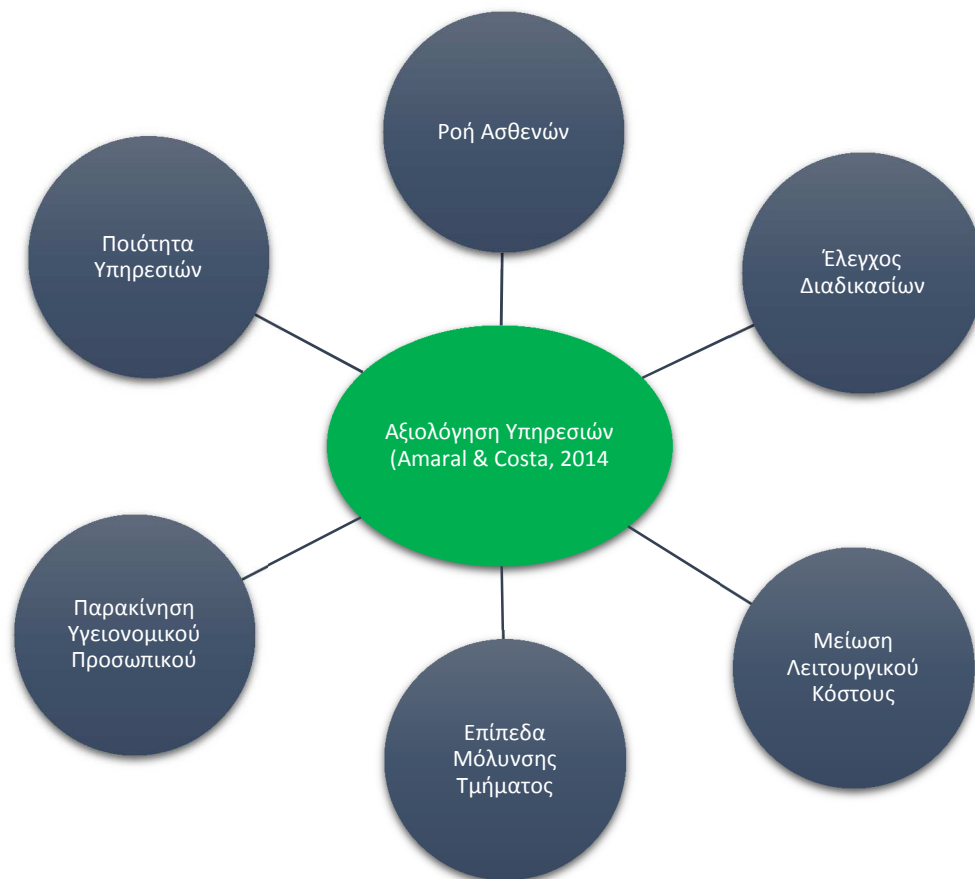 Ροή Ασθενών
Ποιότητα
Υπηρεσιών
Έλεγχος
Διαδικασίων
Αξιολόγηση Υπηρεσιών
(Amaral & Costa, 2014
Παρακίνηση
Υγειονομικού
Προσωπικού
Μείωση
Λειτουργικού
Κόστους
Επίπεδα
Μόλυνσης
Τμήματος